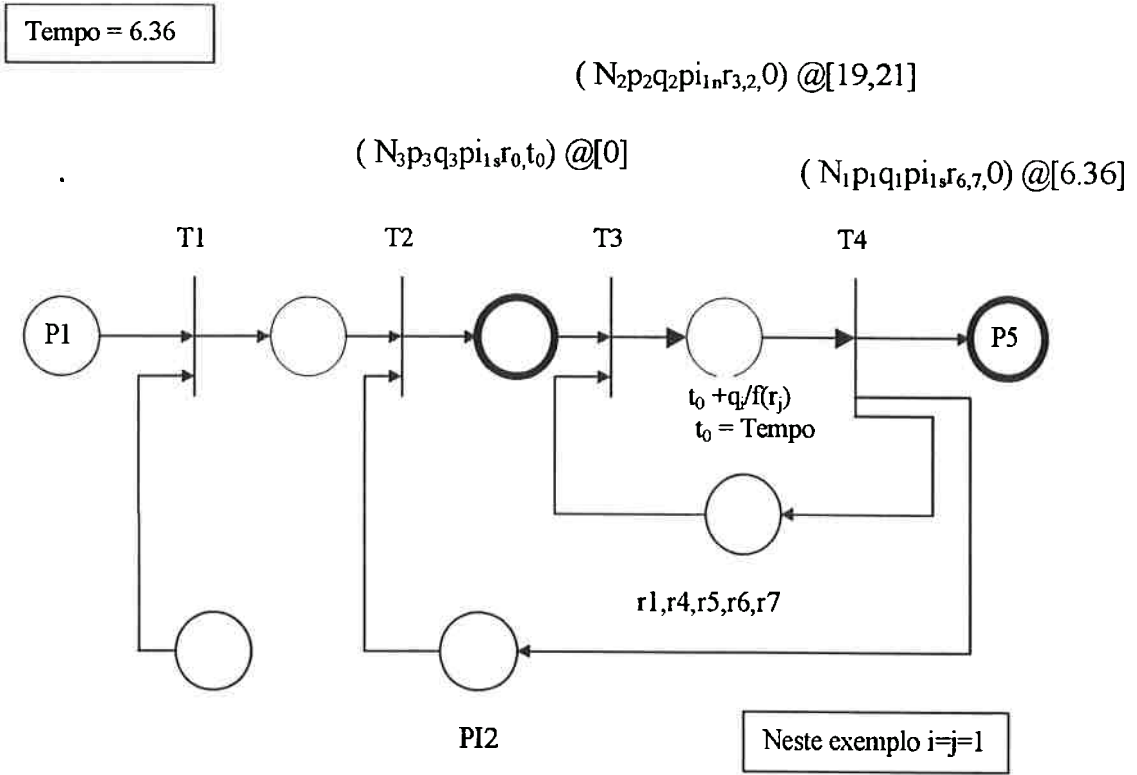 Tempo = 6.36
( N₂p₂q₂pi₁ₙr₃,₂,0) @[19,21]
( N₃p₃q₃pi₁ₛr₀,t₀) @[0]
( N₁p₁q₁pi₁ₛr₆,₇,0) @[6.36]
T1 T2 T3 T4
P1 P5
t₀ +qᵢ/f(rⱼ)
t₀ = Tempo
r1,r4,r5,r6,r7
PI2
Neste exemplo i=j=1